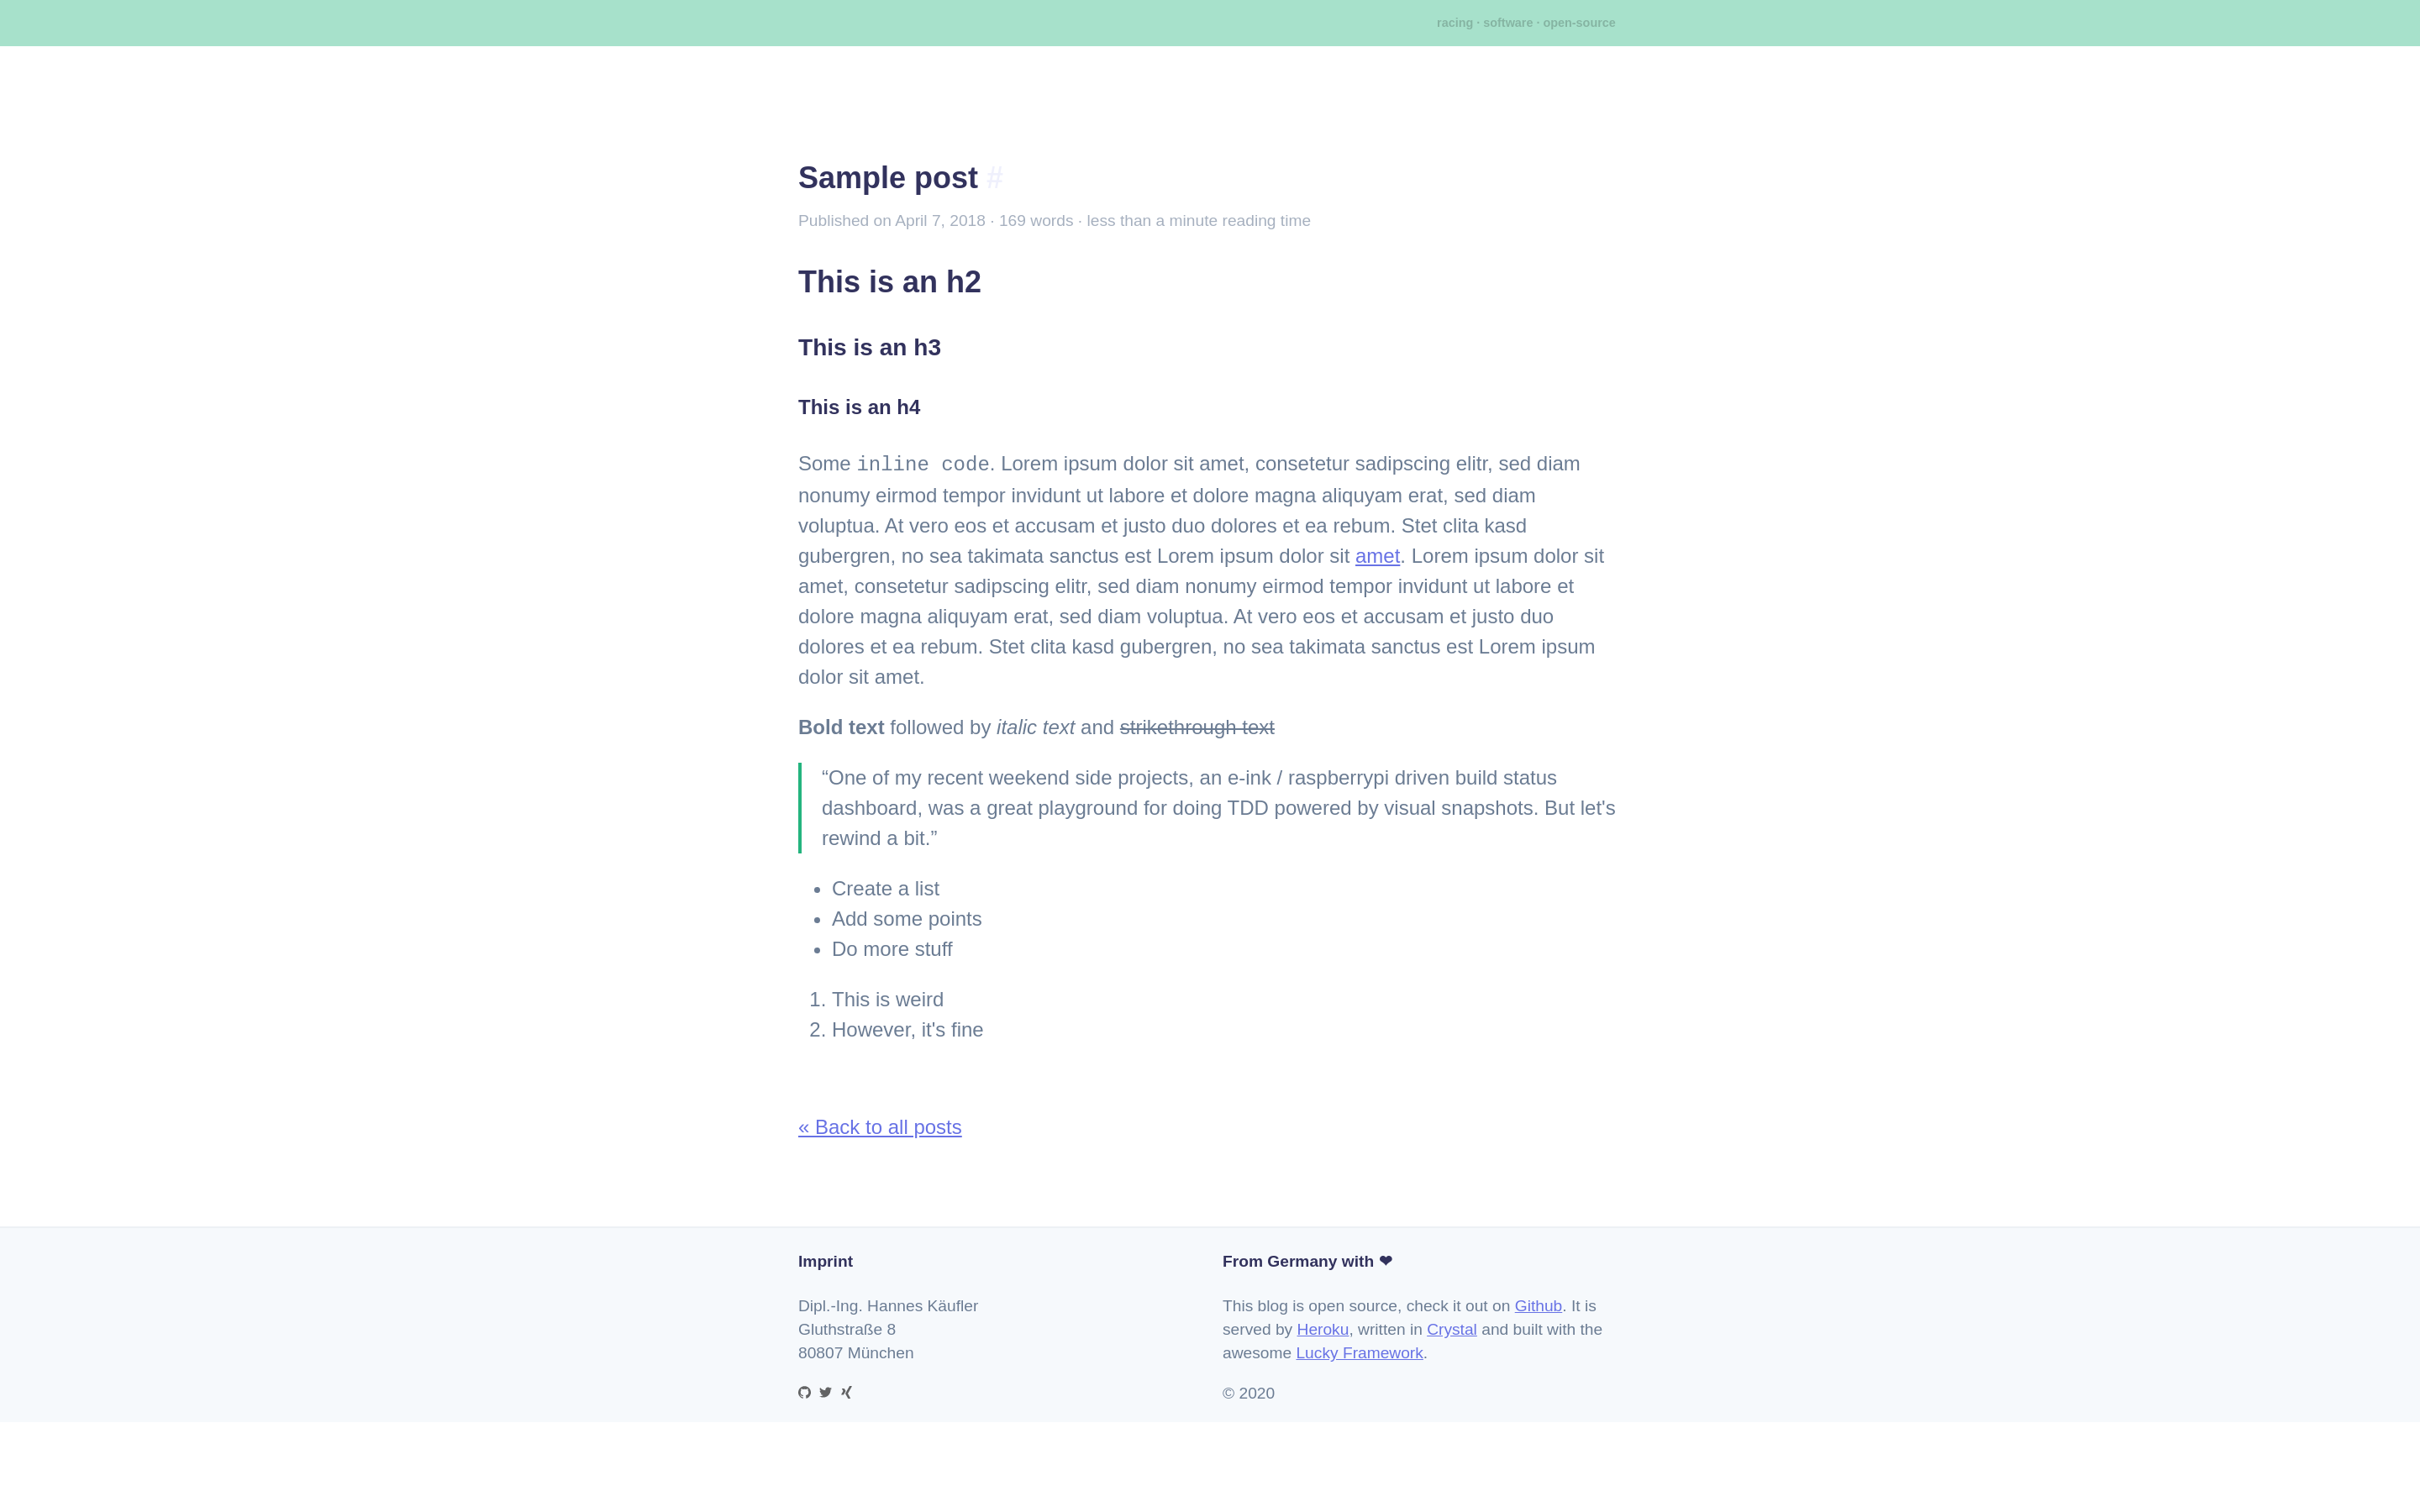 racing · software · open-source
Sample post #
Published on April 7, 2018 · 169 words · less than a minute reading time
This is an h2
This is an h3
This is an h4
Some inline code. Lorem ipsum dolor sit amet, consetetur sadipscing elitr, sed diam
nonumy eirmod tempor invidunt ut labore et dolore magna aliquyam erat, sed diam
voluptua. At vero eos et accusam et justo duo dolores et ea rebum. Stet clita kasd
gubergren, no sea takimata sanctus est Lorem ipsum dolor sit amet. Lorem ipsum dolor sit
amet, consetetur sadipscing elitr, sed diam nonumy eirmod tempor invidunt ut labore et
dolore magna aliquyam erat, sed diam voluptua. At vero eos et accusam et justo duo
dolores et ea rebum. Stet clita kasd gubergren, no sea takimata sanctus est Lorem ipsum
dolor sit amet.
Bold text followed by italic text and strikethrough text
“One of my recent weekend side projects, an e-ink / raspberrypi driven build status
dashboard, was a great playground for doing TDD powered by visual snapshots. But let's
rewind a bit.”
• Create a list
• Add some points
• Do more stuff
1. This is weird
2. However, it's fine
« Back to all posts
Imprint
Dipl.-Ing. Hannes Käufler
Gluthstraße 8
80807 München
From Germany with ❤
This blog is open source, check it out on Github. It is
served by Heroku, written in Crystal and built with the
awesome Lucky Framework.
© 2020